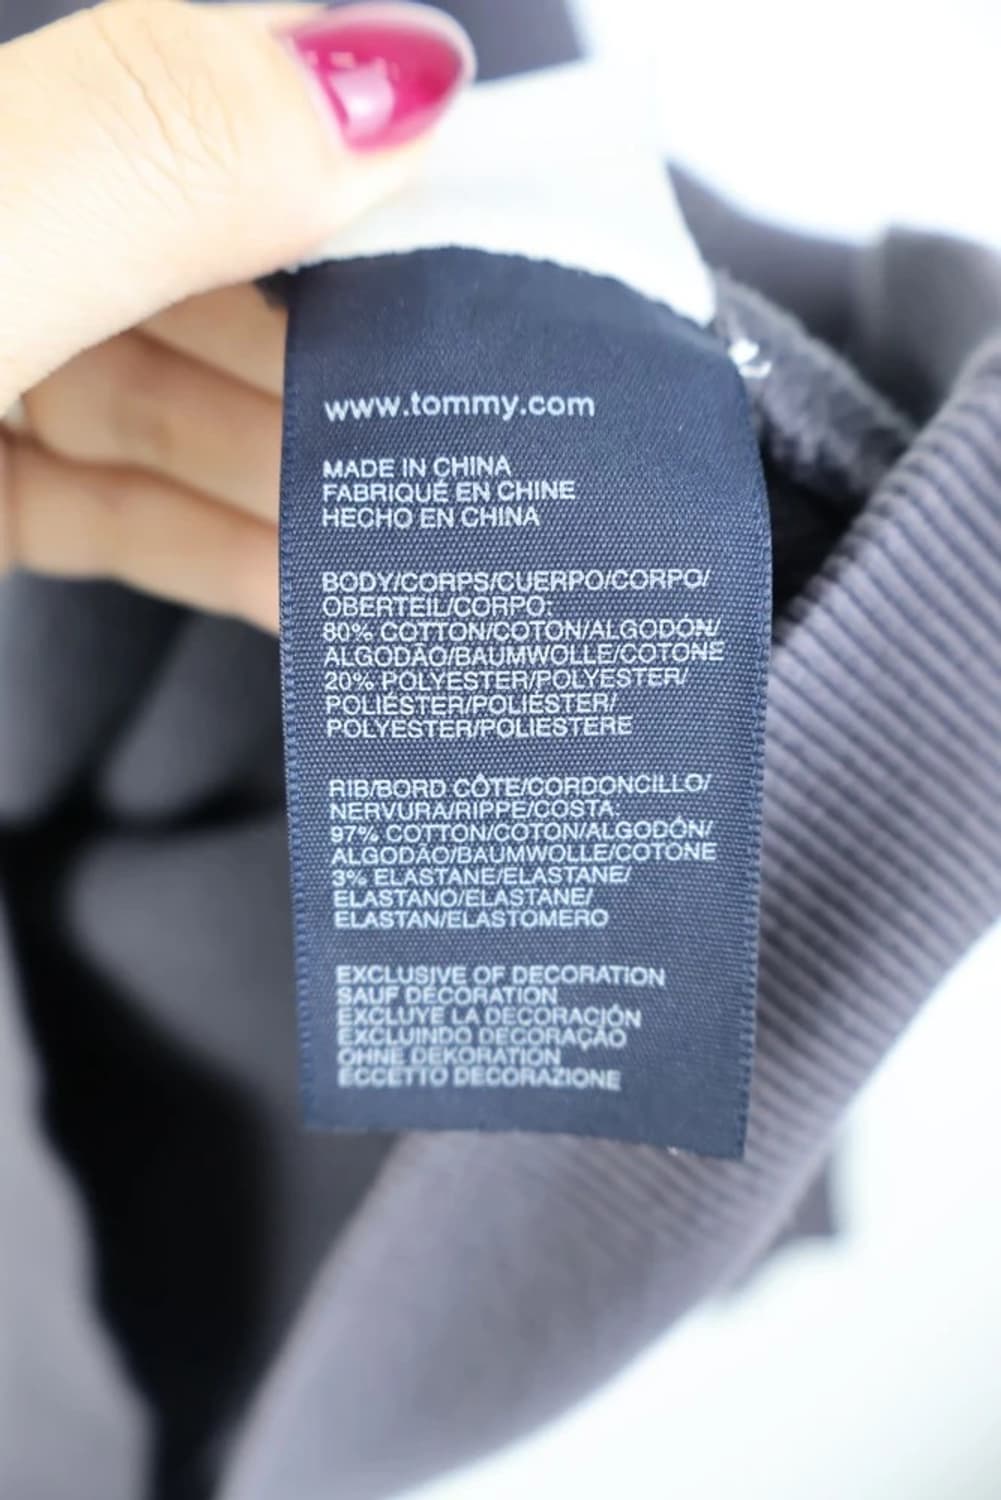 www.tommy.com
MADE IN CHINA
FABRIQUÉ EN CHINE
HECHO EN CHINA
BODY/CORPS/CUERPO/CORPO/
OBERTEIL/CORPO:
80% COTTON/COTON/ALGODÓN/
ALGODÃO/BAUMWOLLE/COTONE
20% POLYESTER/POLYESTER/
POLIÉSTER/POLIÉSTER/
POLYESTER/POLIESTERE
RIB/BORD CÔTE/CORDONCILLO/
NERVURA/RIPPE/COSTA:
97% COTTON/COTON/ALGODÓN/
ALGODÃO/BAUMWOLLE/COTONE
3% ELASTANE/ELASTANE/
ELASTANO/ELASTANE/
ELASTAN/ELASTOMERO
EXCLUSIVE OF DECORATION
SAUF DÉCORATION
EXCLUYE LA DECORACIÓN
EXCLUINDO DECORAÇÃO
OHNE DEKORATION
ECCETTO DECORAZIONE